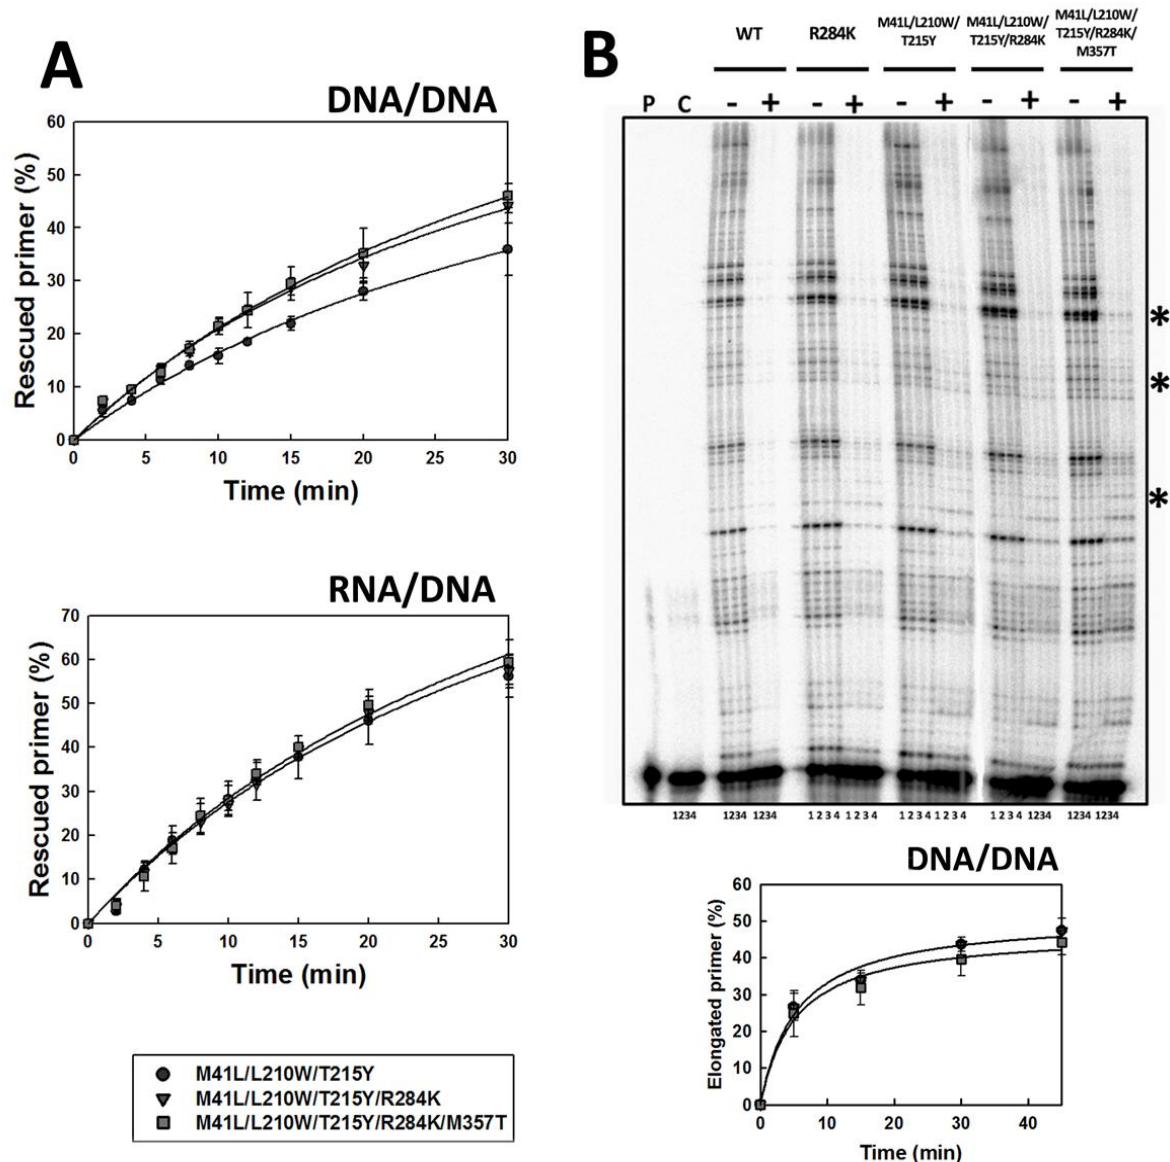 A
DNA/DNA
Rescued primer (%)
60
50
40
30
20
10
0
0 5 10 15 20 25 30
Time (min)
RNA/DNA
Rescued primer (%)
70
60
50
40
30
20
10
0
0 5 10 15 20 25 30
Time (min)
M41L/L210W/T215Y
M41L/L210W/T215Y/R284K
M41L/L210W/T215Y/R284K/M357T
B
WT
R284K
M41L/L210W/
T215Y
M41L/L210W/
T215Y/R284K
M41L/L210W/
T215Y/R284K/
M357T
P C - + - + - + - + - +
*
*
*
1234 1234 1234 1 2 3 4 1 2 3 4 1 2 3 4 1 2 3 4 1 2 3 4 1234 1234 1234
DNA/DNA
Elongated primer (%)
60
50
40
30
20
10
0
0 10 20 30 40
Time (min)